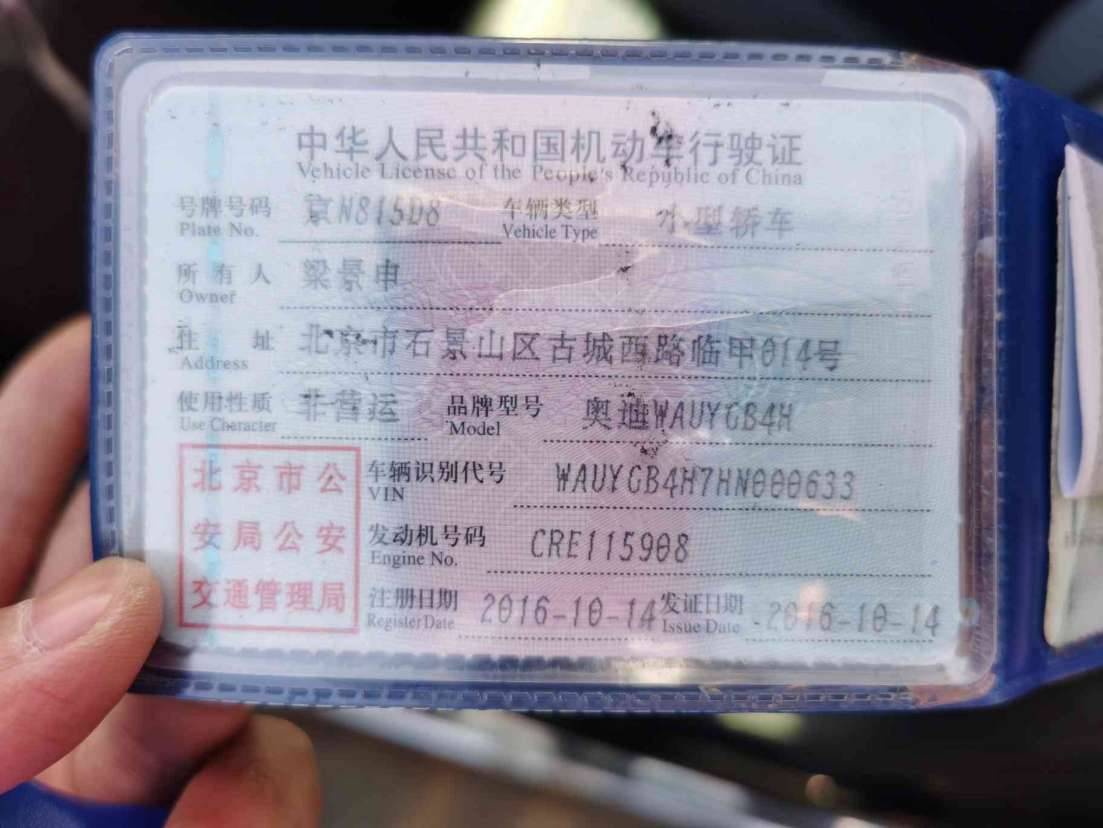 中华人民共和国机动车行驶证
Vehicle License of the People's Republic of China
号牌号码 京N815D8 车辆类型 小型轿车
Plate No. Vehicle Type
所有人 梁景申
Owner
住址 北京市石景山区古城西路临甲014号
Address
使用性质 非营运 品牌型号 奥迪WAUYGB4H
Use Character Model
北京市公
安局公安
交通管理局
车辆识别代号 WAUYGB4H7HN000633
VIN
发动机号码 CRE115908
Engine No.
注册日期 2016-10-14 发证日期 2016-10-14
Register Date Issue Date